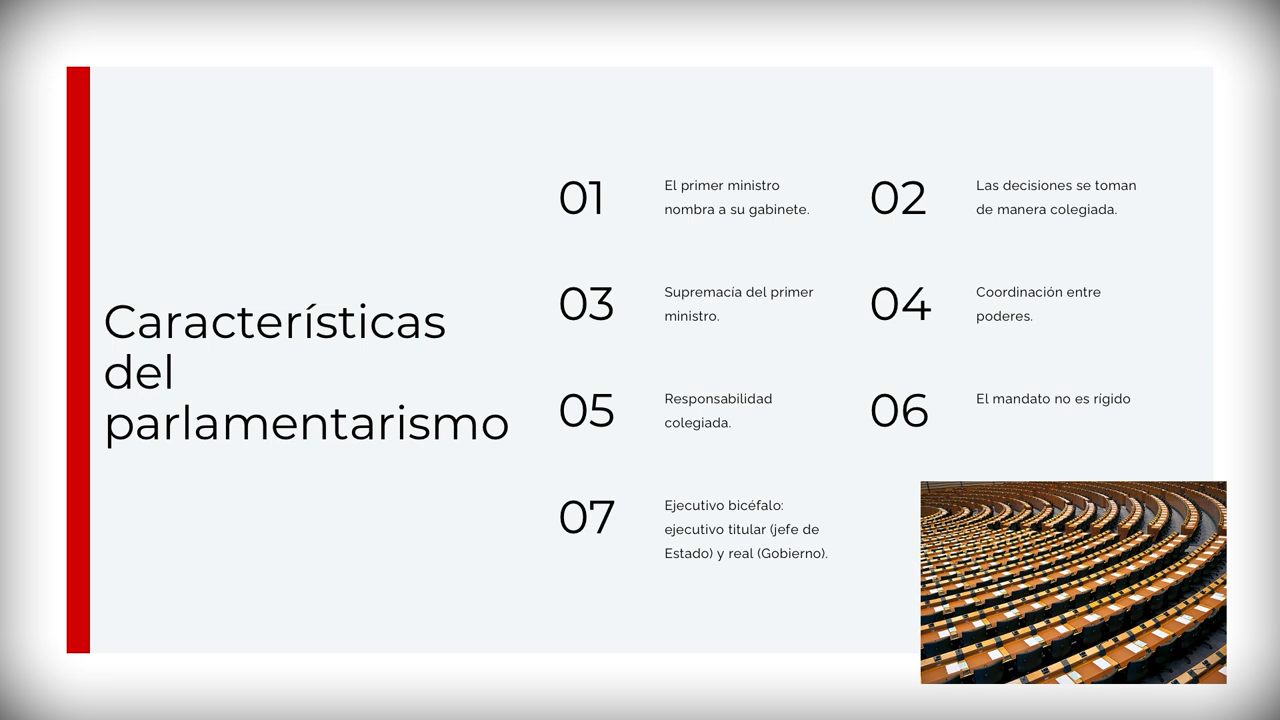 Características
del
parlamentarismo
01
El primer ministro
nombra a su gabinete.
02
Las decisiones se toman
de manera colegiada.
03
Supremacía del primer
ministro.
04
Coordinación entre
poderes.
05
Responsabilidad
colegiada.
06
El mandato no es rígido
07
Ejecutivo bicéfalo:
ejecutivo titular (jefe de
Estado) y real (Gobierno).